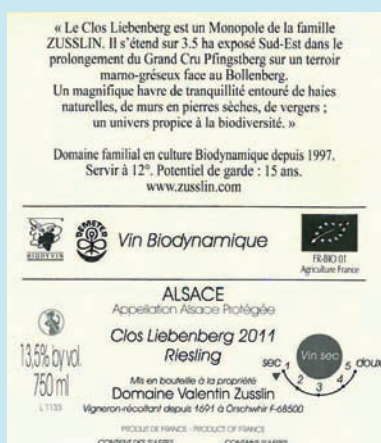 « Le Clos Liebenberg est un Monopole de la famille
ZUSSLIN. Il s'étend sur 3.5 ha exposé Sud-Est dans le
prolongement du Grand Cru Pfingstberg sur un terroir
marno-gréseux face au Bollenberg.
Un magnifique havre de tranquillité entouré de haies
naturelles, de murs en pierres sèches, de vergers ;
un univers propice à la biodiversité. »
Domaine familial en culture Biodynamique depuis 1997.
Servir à 12°. Potentiel de garde : 15 ans.
www.zusslin.com
BIODYVIN
DEMETER
Vin Biodynamique
FR-BIO 01
Agriculture France
ALSACE
Appellation Alsace Protégée
Clos Liebenberg 2011
Riesling
13,5% by vol.
750 ml
L 1133
sec 1 2 3 4 5 doux
Vin sec
Mis en bouteille à la propriété
Domaine Valentin Zusslin
Vigneron-récoltant depuis 1691 à Orschwihr F-68500
PRODUIT DE FRANCE - PRODUCT OF FRANCE
CONTIENT DES SULFITES
CONTAINS SULFITES